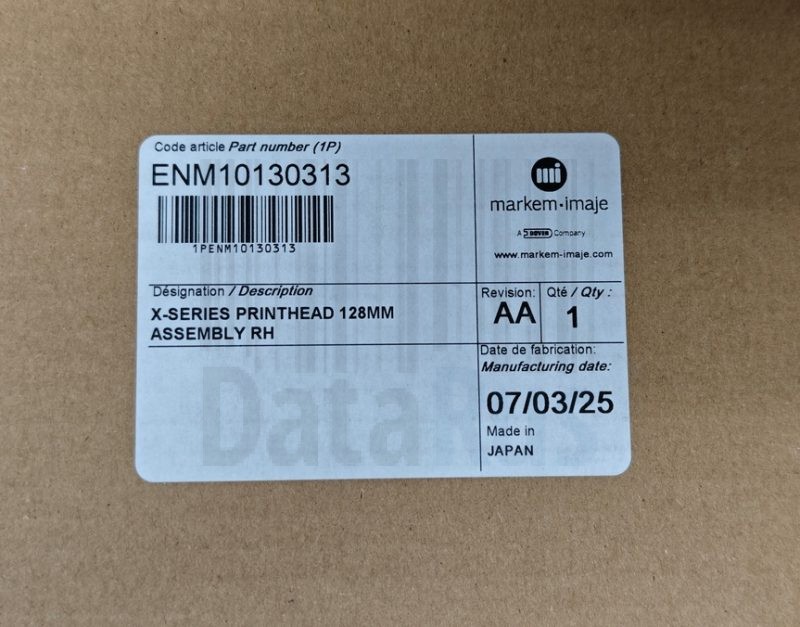 Code article Part number (1P)
ENM10130313
1PENM10130313
mi
markem·imaje
A DOVER Company
www.markem-imaje.com
Désignation / Description
X-SERIES PRINTHEAD 128MM
ASSEMBLY RH
Revision:
AA
Qté / Qty :
1
Date de fabrication:
Manufacturing date:
07/03/25
Made in
JAPAN
Data